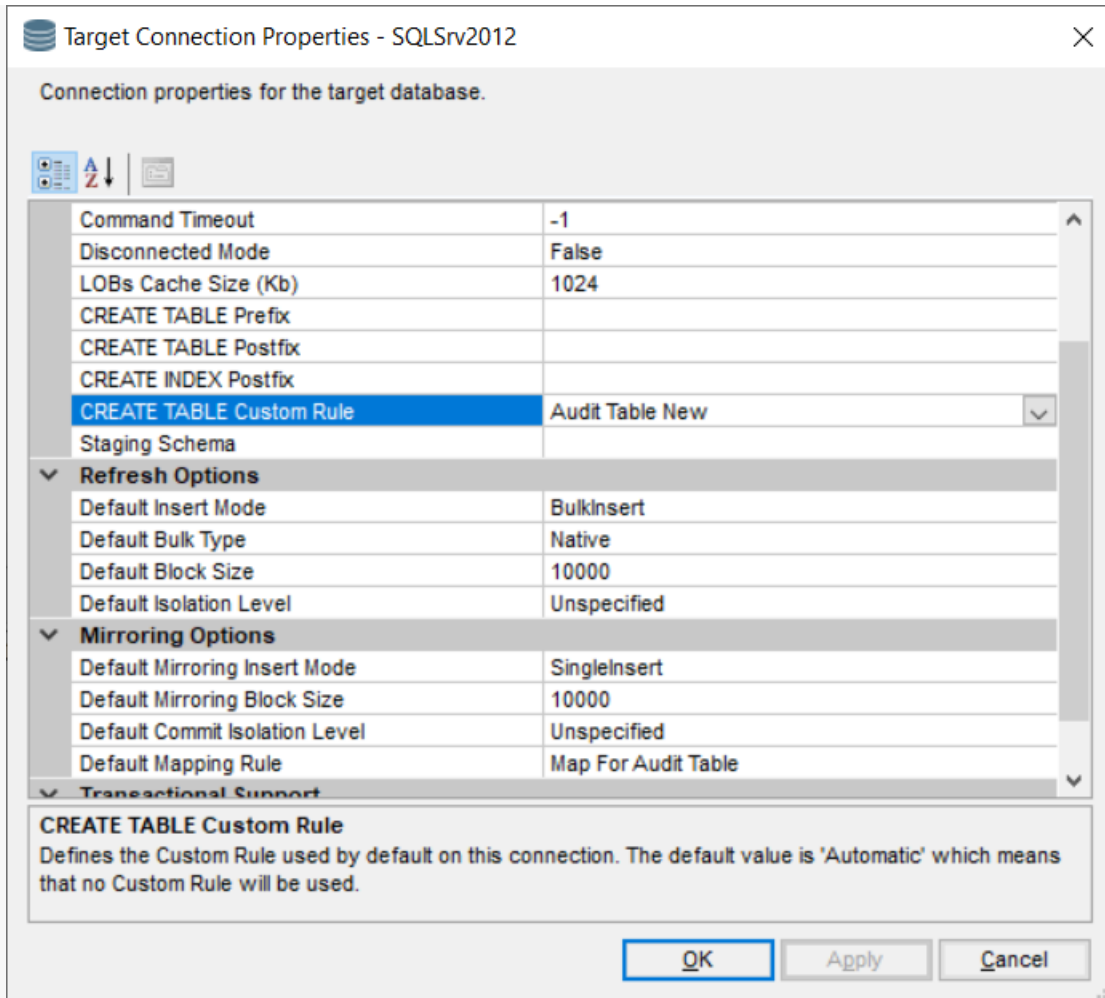 Target Connection Properties - SQLSrv2012
Connection properties for the target database.
Command Timeout -1
Disconnected Mode False
LOBs Cache Size (Kb) 1024
CREATE TABLE Prefix
CREATE TABLE Postfix
CREATE INDEX Postfix
CREATE TABLE Custom Rule Audit Table New
Staging Schema
Refresh Options
Default Insert Mode BulkInsert
Default Bulk Type Native
Default Block Size 10000
Default Isolation Level Unspecified
Mirroring Options
Default Mirroring Insert Mode SingleInsert
Default Mirroring Block Size 10000
Default Commit Isolation Level Unspecified
Default Mapping Rule Map For Audit Table
Transactional Support
CREATE TABLE Custom Rule
Defines the Custom Rule used by default on this connection. The default value is 'Automatic' which means
that no Custom Rule will be used.
OK Apply Cancel